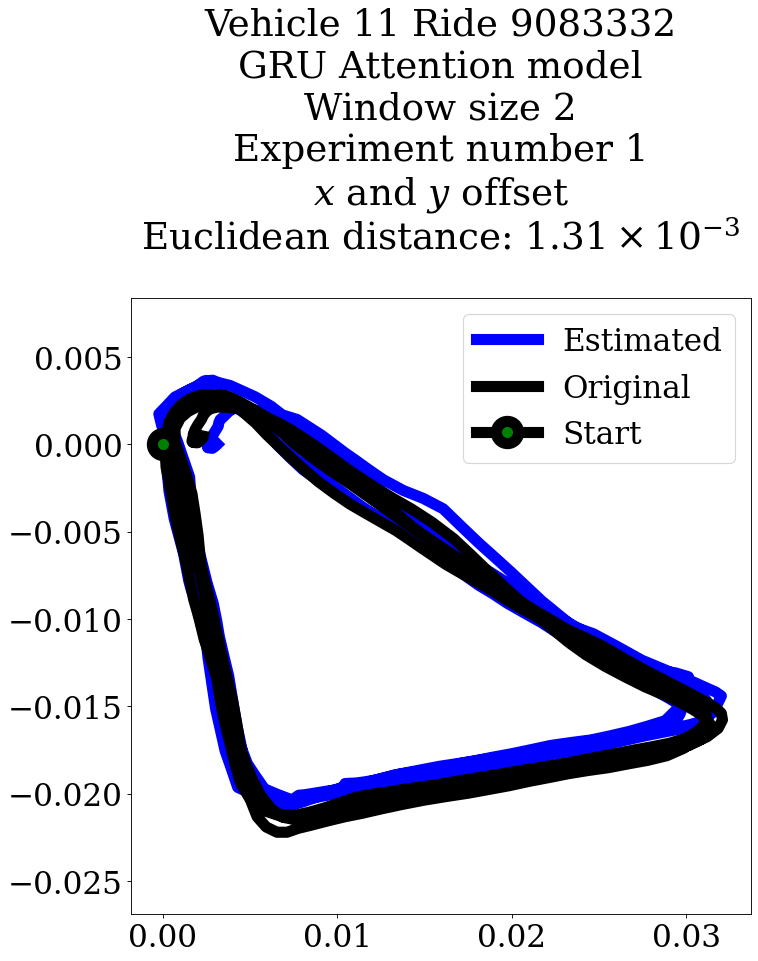 Vehicle 11 Ride 9083332
GRU Attention model
Window size 2
Experiment number 1
x and y offset
Euclidean distance: 1.31 × 10⁻³
Estimated
Original
Start
0.005
0.000
−0.005
−0.010
−0.015
−0.020
−0.025
0.00 0.01 0.02 0.03